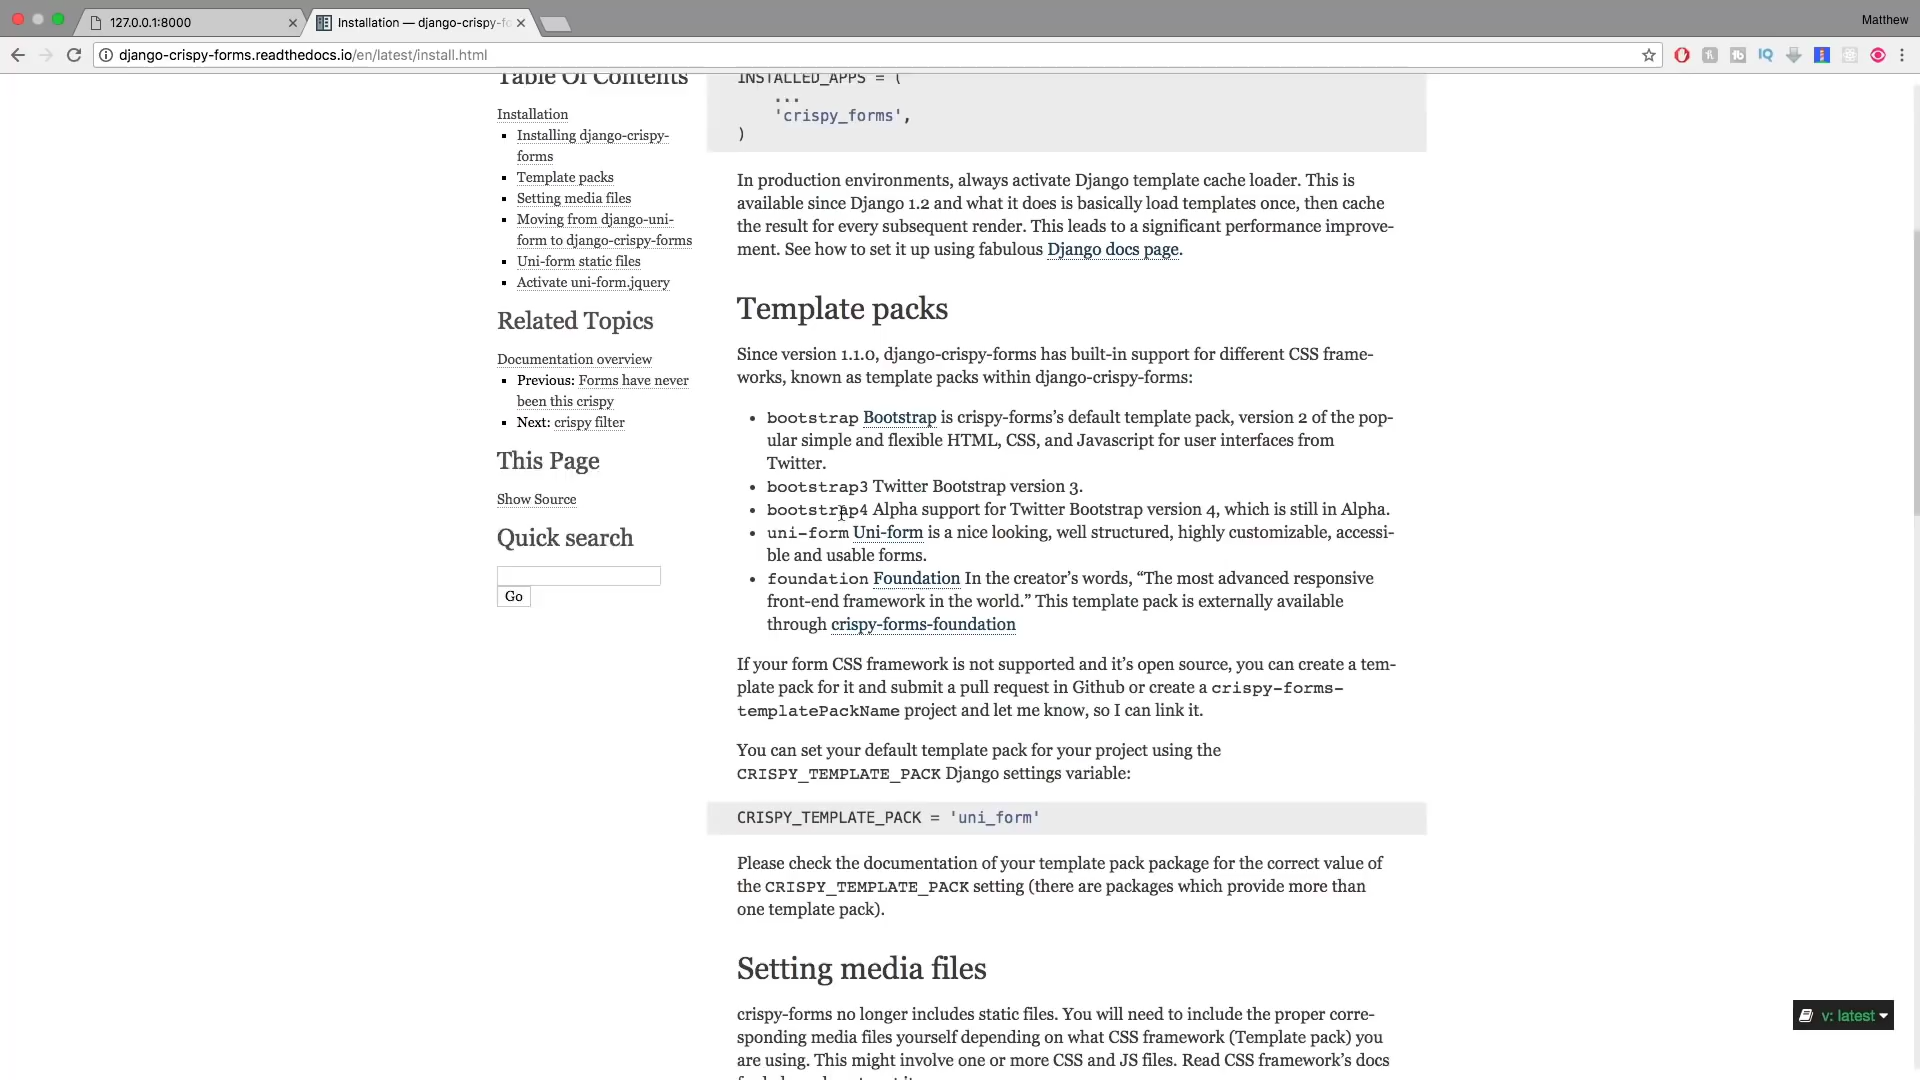 127.0.0.1:8000
Installation — django-crispy-fo
Matthew
django-crispy-forms.readthedocs.io/en/latest/install.html
Table Of Contents
Installation
Installing django-crispy-
forms
Template packs
Setting media files
Moving from django-uni-
form to django-crispy-forms
Uni-form static files
Activate uni-form.jquery
Related Topics
Documentation overview
Previous: Forms have never
been this crispy
Next: crispy filter
This Page
Show Source
Quick search
Go
INSTALLED_APPS = (
...
'crispy_forms',
)
In production environments, always activate Django template cache loader. This is
available since Django 1.2 and what it does is basically load templates once, then cache
the result for every subsequent render. This leads to a significant performance improve-
ment. See how to set it up using fabulous Django docs page.
Template packs
Since version 1.1.0, django-crispy-forms has built-in support for different CSS frame-
works, known as template packs within django-crispy-forms:
bootstrap Bootstrap is crispy-forms’s default template pack, version 2 of the pop-
ular simple and flexible HTML, CSS, and Javascript for user interfaces from
Twitter.
bootstrap3 Twitter Bootstrap version 3.
bootstrap4 Alpha support for Twitter Bootstrap version 4, which is still in Alpha.
uni-form Uni-form is a nice looking, well structured, highly customizable, accessi-
ble and usable forms.
foundation Foundation In the creator’s words, “The most advanced responsive
front-end framework in the world.” This template pack is externally available
through crispy-forms-foundation
If your form CSS framework is not supported and it’s open source, you can create a tem-
plate pack for it and submit a pull request in Github or create a crispy-forms-
templatePackName project and let me know, so I can link it.
You can set your default template pack for your project using the
CRISPY_TEMPLATE_PACK Django settings variable:
CRISPY_TEMPLATE_PACK = 'uni_form'
Please check the documentation of your template pack package for the correct value of
the CRISPY_TEMPLATE_PACK setting (there are packages which provide more than
one template pack).
Setting media files
crispy-forms no longer includes static files. You will need to include the proper corre-
sponding media files yourself depending on what CSS framework (Template pack) you
are using. This might involve one or more CSS and JS files. Read CSS framework’s docs
v: latest